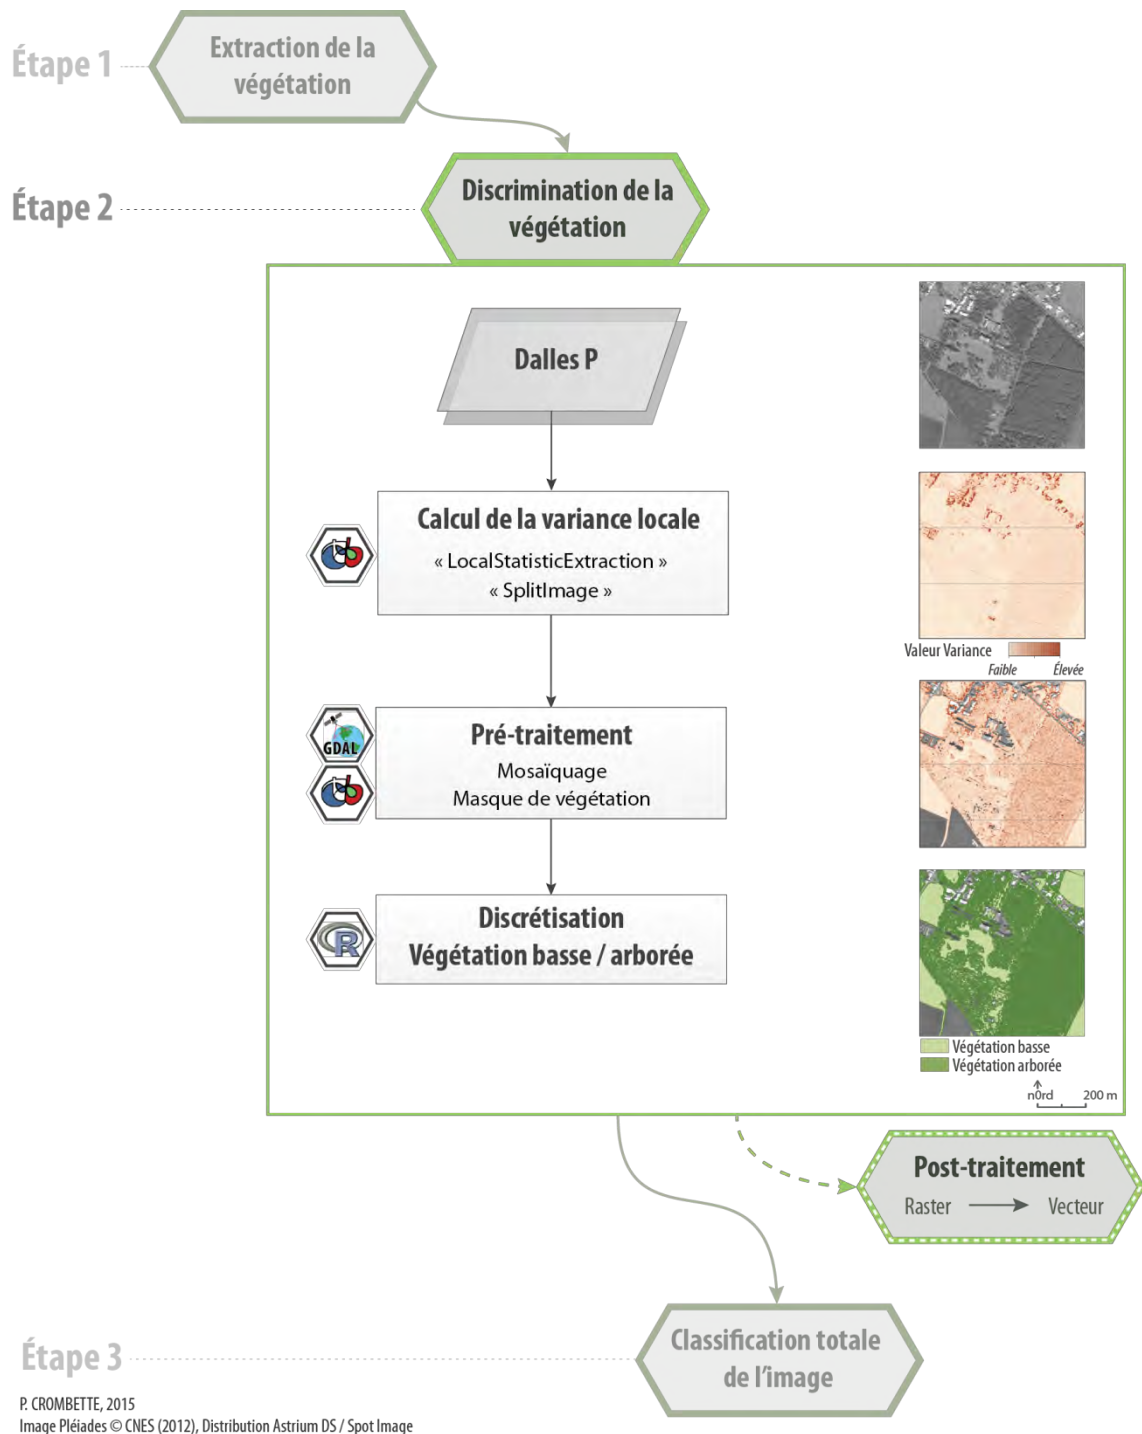 Étape 1
Extraction de la
végétation
Étape 2
Discrimination de la
végétation
Dalles P
Calcul de la variance locale
« LocalStatisticExtraction »
« SplitImage »
Valeur Variance
Faible Élevée
GDAL
Pré-traitement
Mosaïquage
Masque de végétation
R
Discrétisation
Végétation basse / arborée
Végétation basse
Végétation arborée
n0rd 200 m
Post-traitement
Raster Vecteur
Étape 3
Classification totale
de l'image
P. CROMBETTE, 2015
Image Pléiades © CNES (2012), Distribution Astrium DS / Spot Image